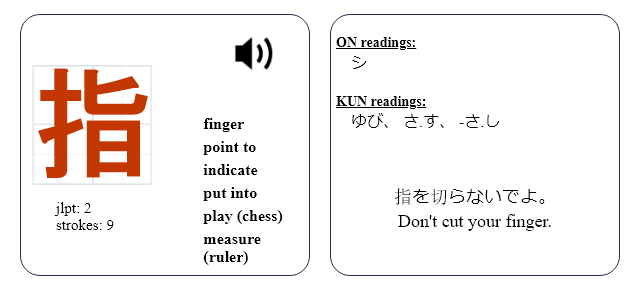 指
finger
point to
indicate
put into
play (chess)
measure
(ruler)
jlpt: 2
strokes: 9
ON readings:
シ
KUN readings:
ゆび、 さ.す、 -さ.し
指を切らないでよ。
Don't cut your finger.